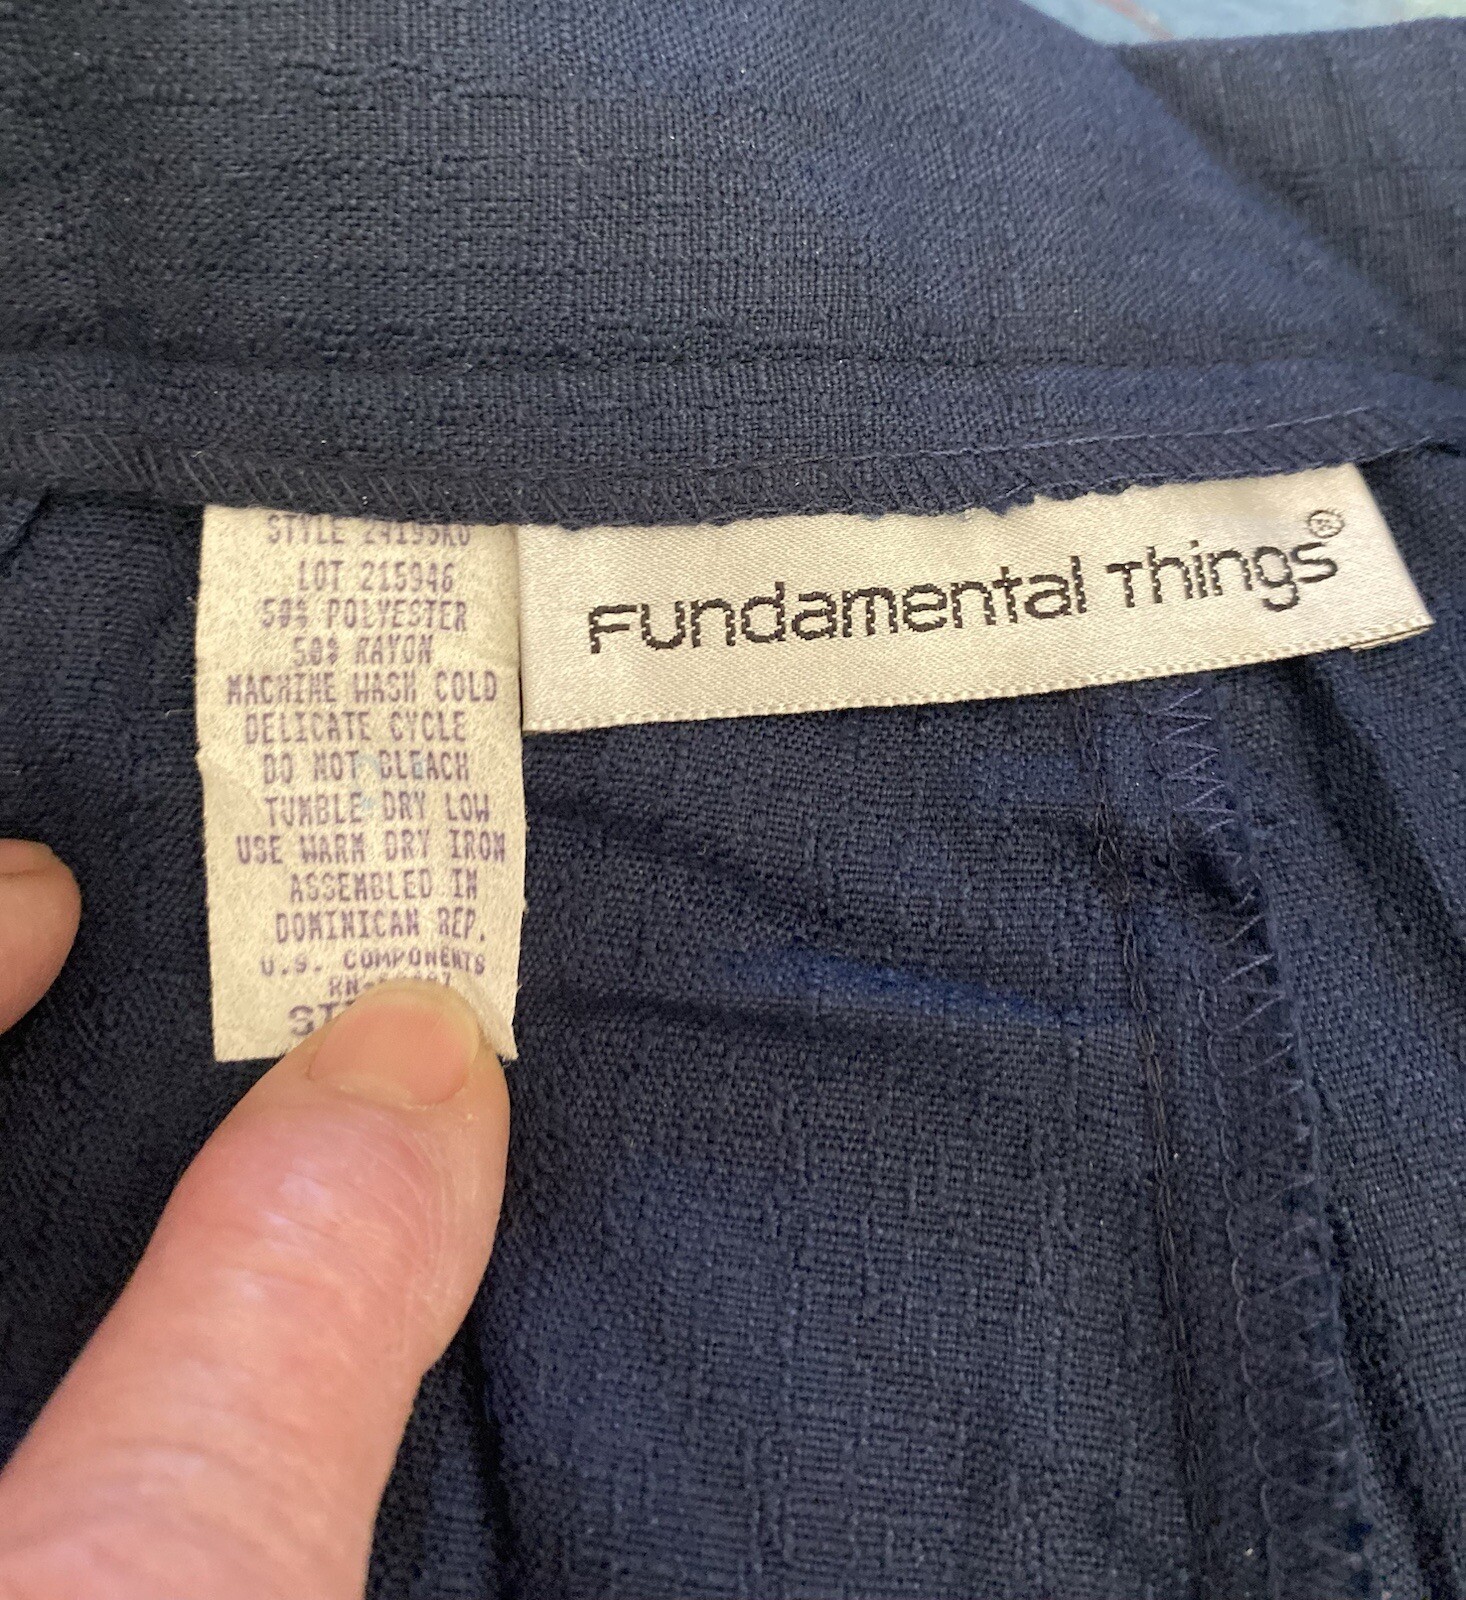 STYLE
LOT 215946
50% POLYESTER
50% RAYON
MACHINE WASH COLD
DELICATE CYCLE
DO NOT BLEACH
TUMBLE DRY LOW
USE WARM DRY IRON
ASSEMBLED IN
DOMINICAN REP.
U.S. COMPONENTS
Fundamental Things®